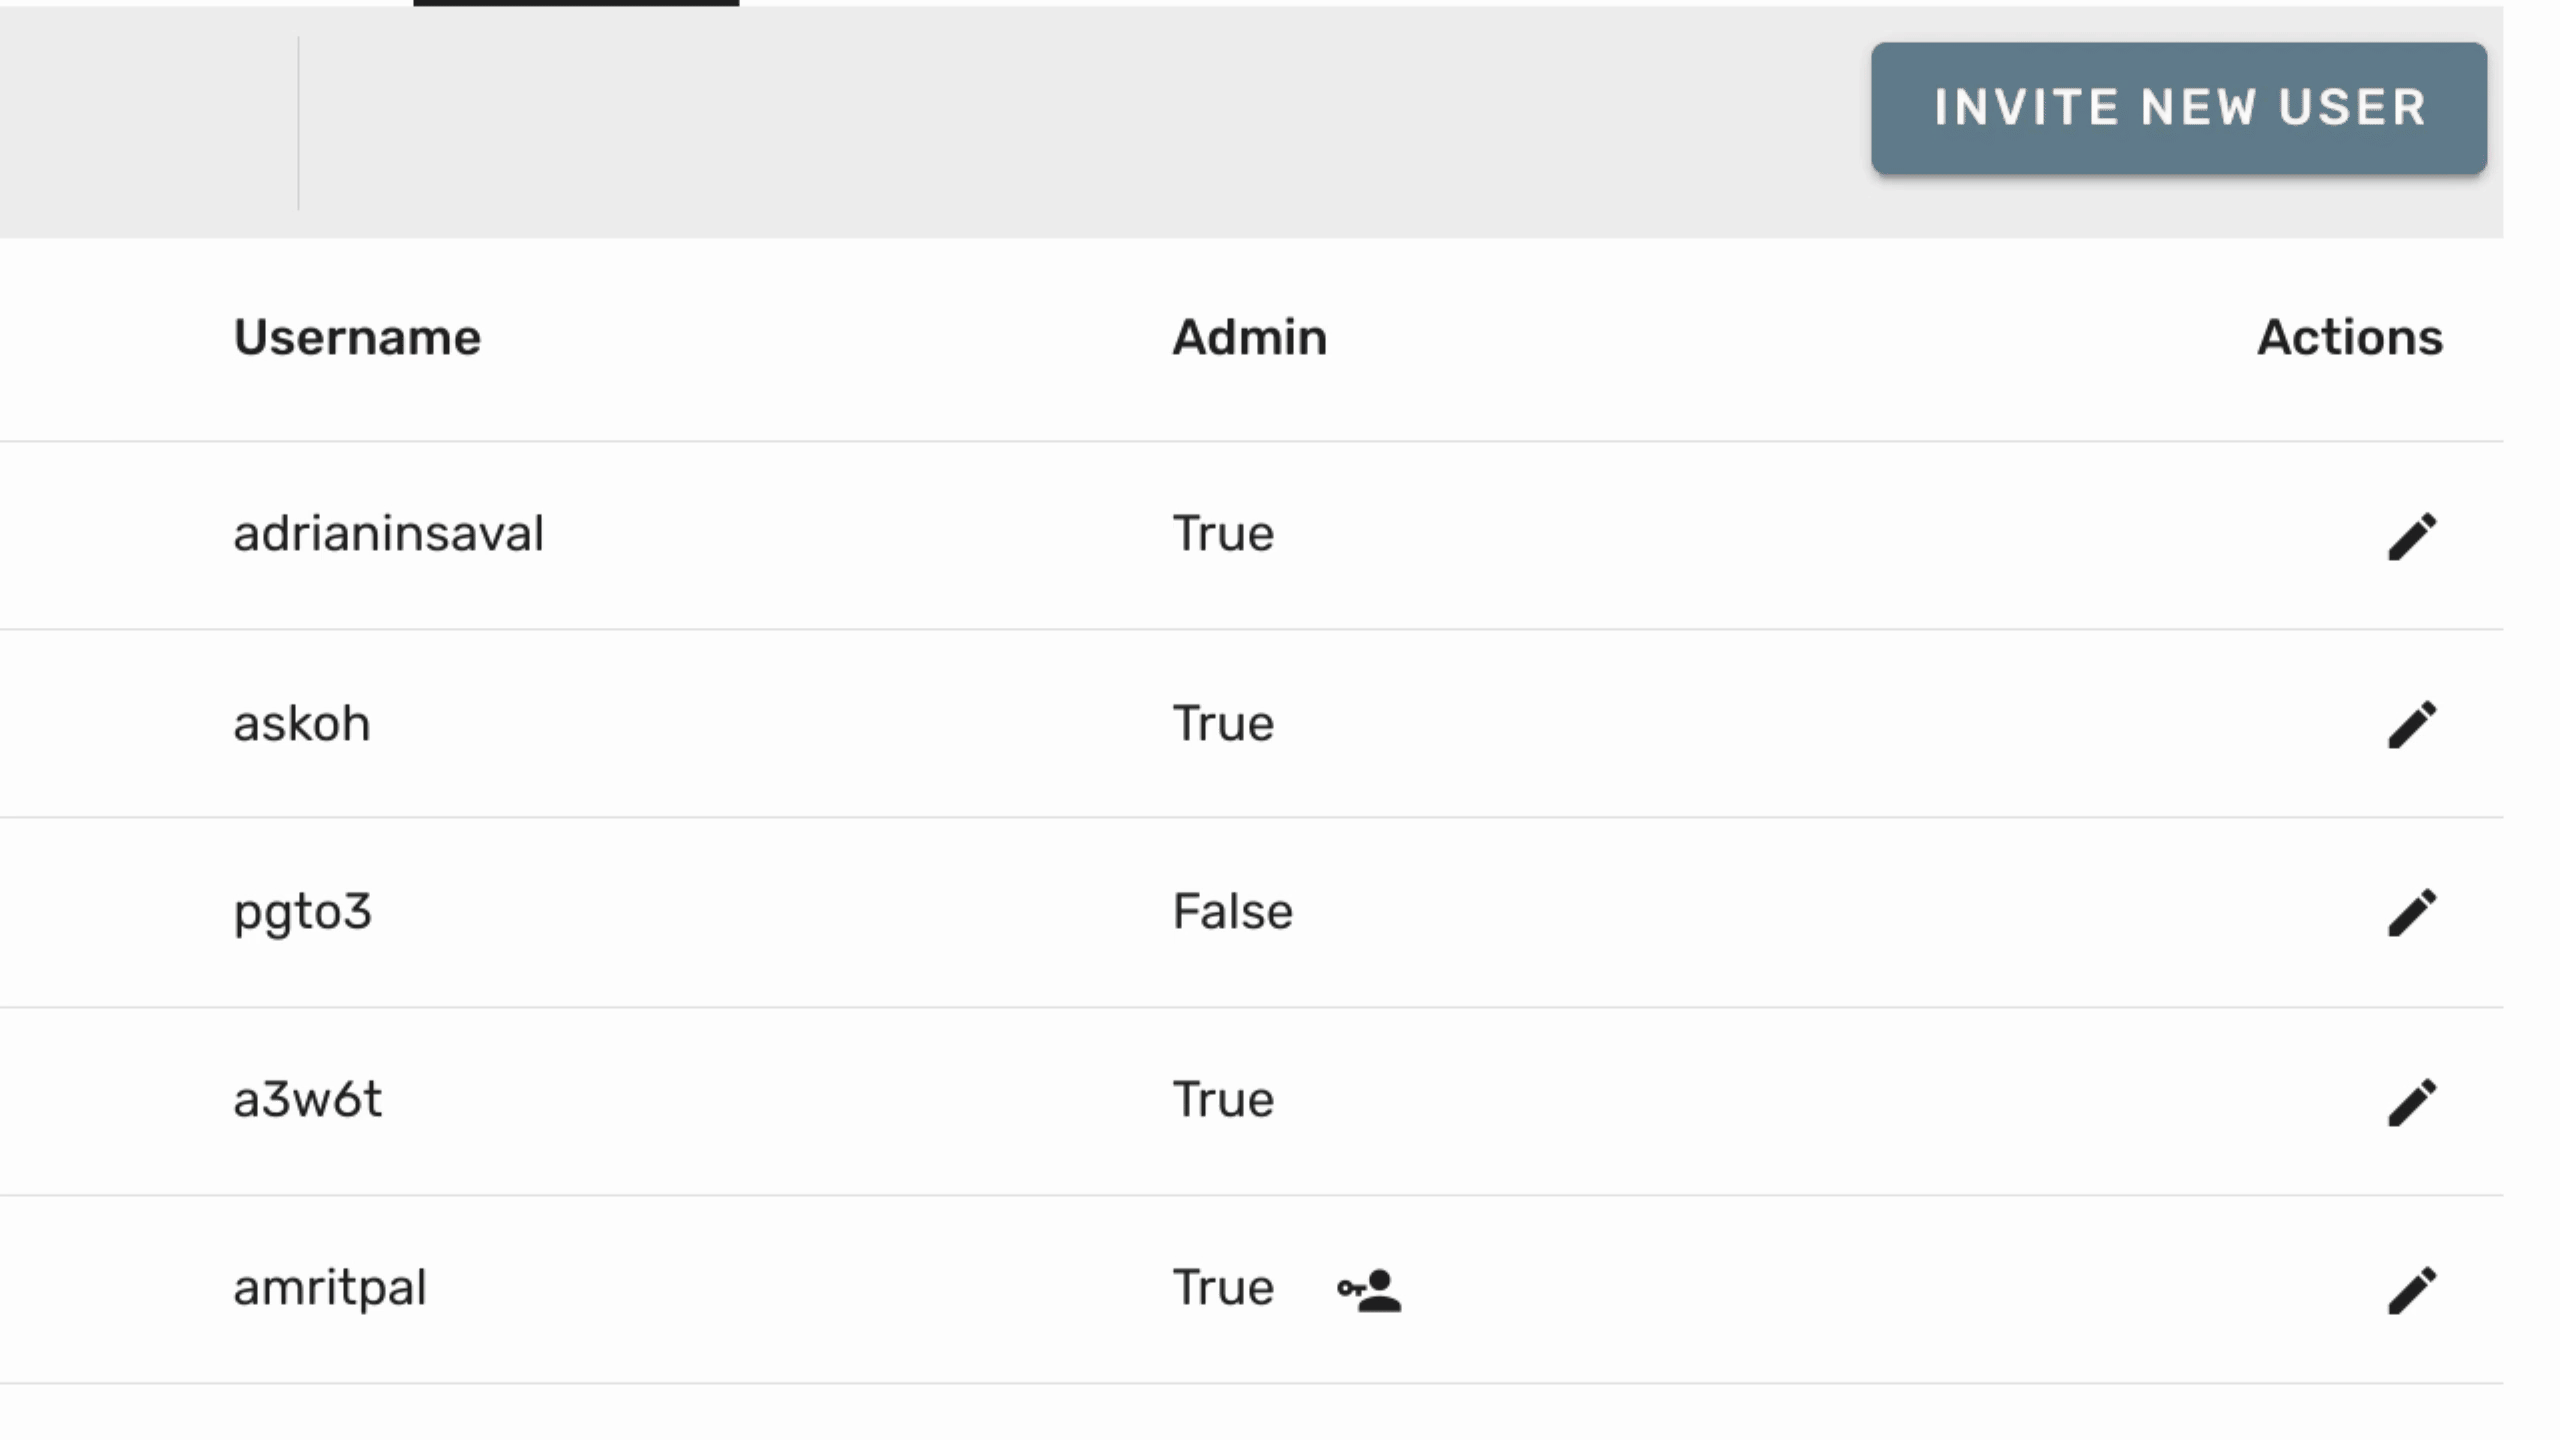 INVITE NEW USER
Username Admin Actions
adrianinsaval True
askoh True
pgto3 False
a3w6t True
amritpal True